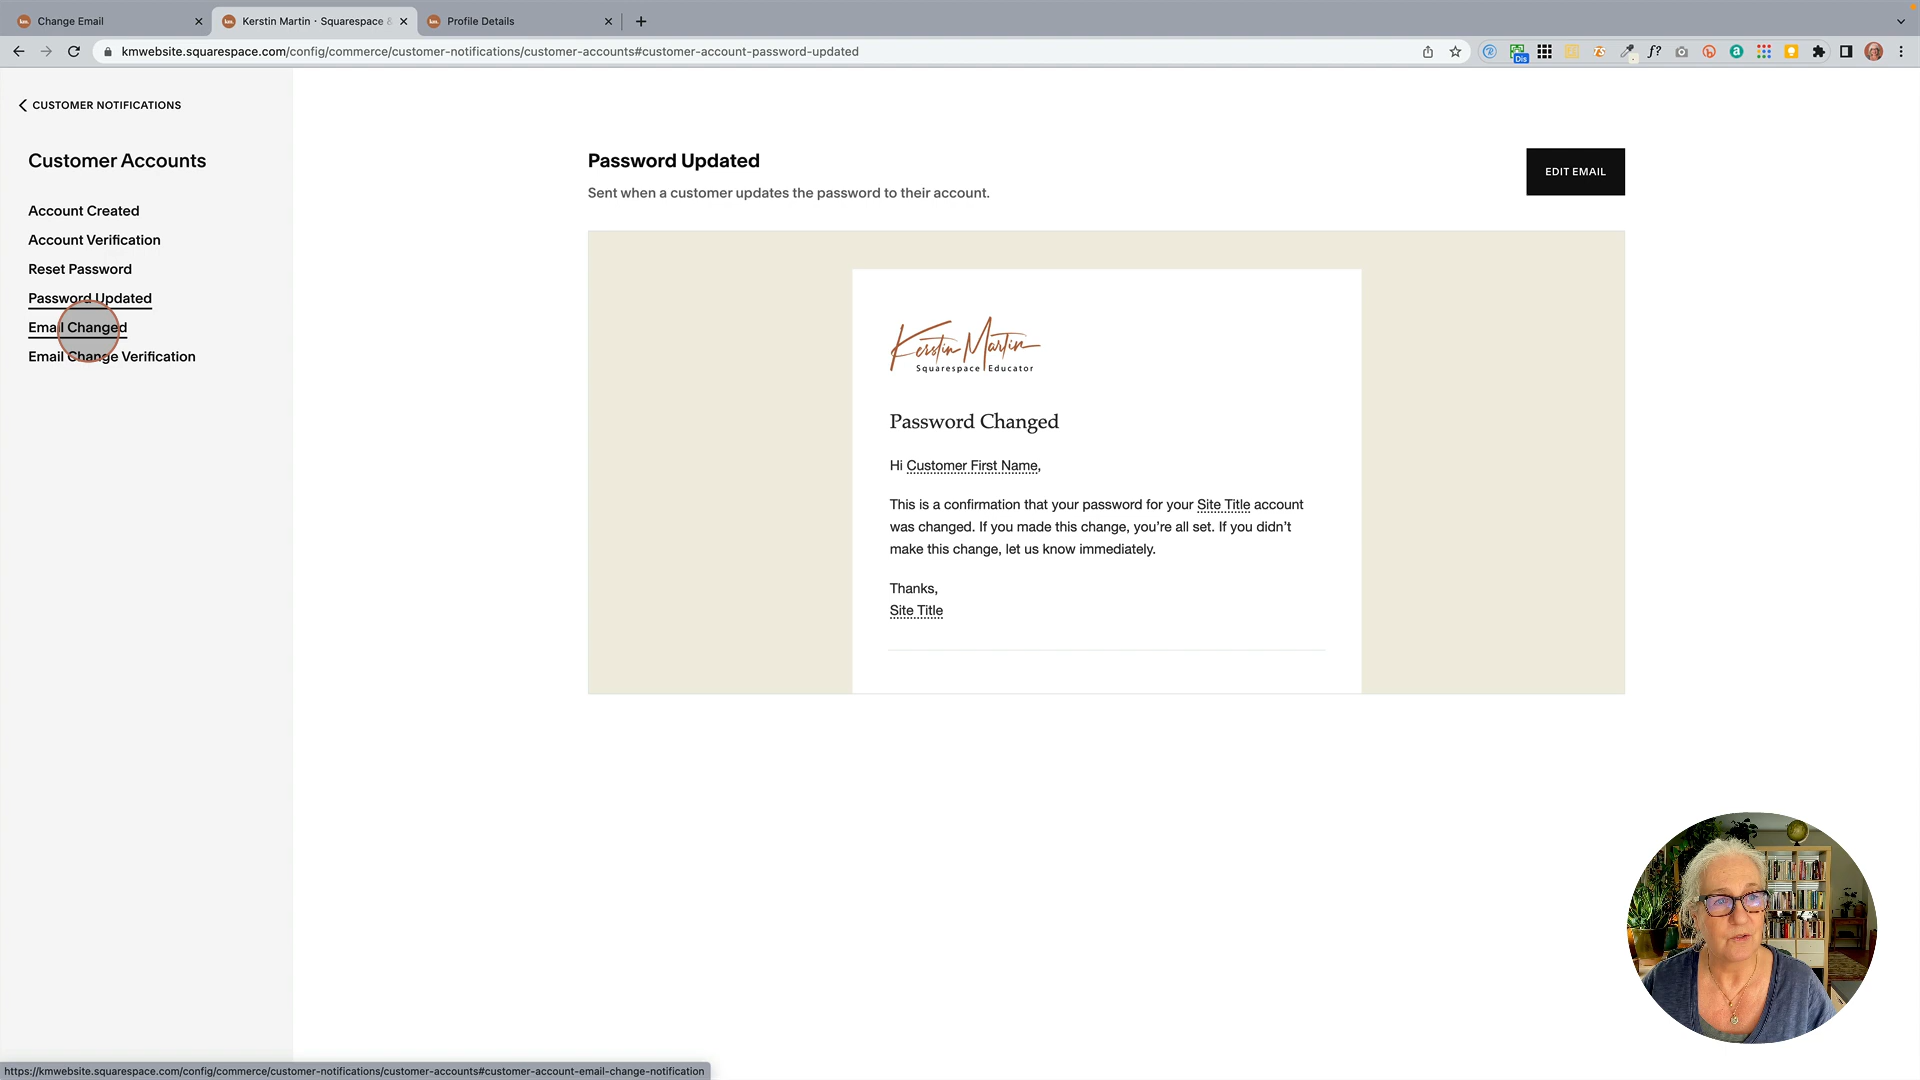 Change Email
Kerstin Martin · Squarespace &
Profile Details
kmwebsite.squarespace.com/config/commerce/customer-notifications/customer-accounts#customer-account-password-updated
Dis
f?
CUSTOMER NOTIFICATIONS
Customer Accounts
Account Created
Account Verification
Reset Password
Password Updated
Email Changed
Email Change Verification
Password Updated
EDIT EMAIL
Sent when a customer updates the password to their account.
Kerstin Martin
Squarespace Educator
Password Changed
Hi Customer First Name,
This is a confirmation that your password for your Site Title account
was changed. If you made this change, you’re all set. If you didn’t
make this change, let us know immediately.
Thanks,
Site Title
https://kmwebsite.squarespace.com/config/commerce/customer-notifications/customer-accounts#customer-account-email-change-notification